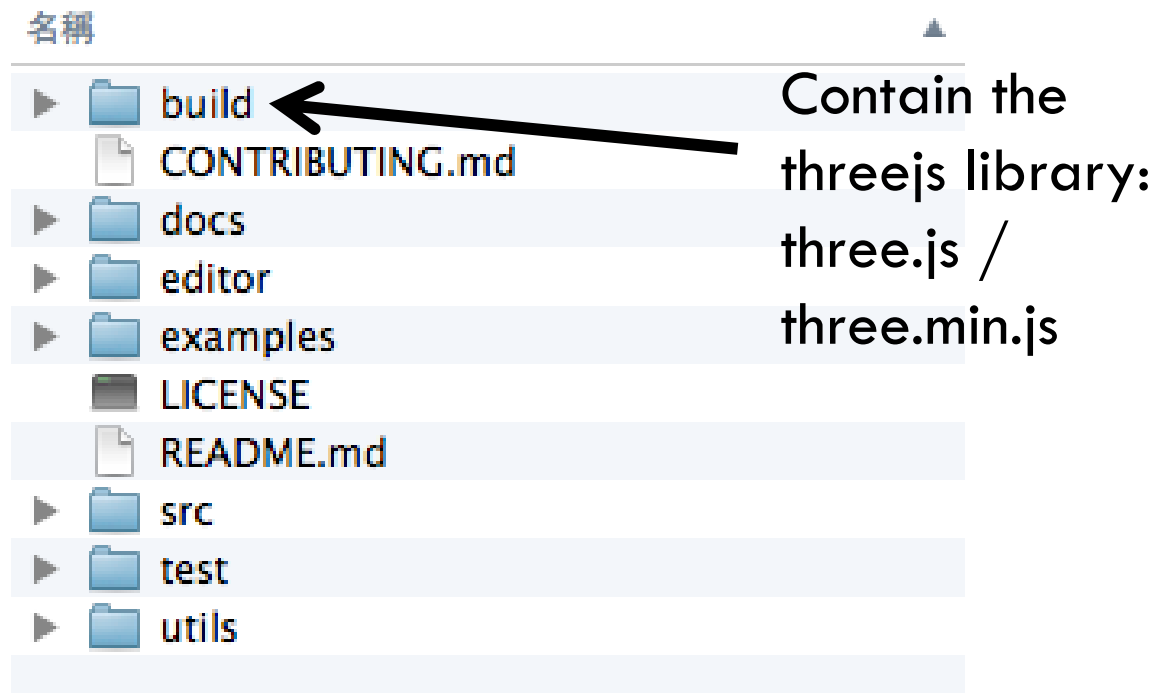 名稱
build
CONTRIBUTING.md
docs
editor
examples
LICENSE
README.md
src
test
utils
Contain the
threejs library:
three.js /
three.min.js